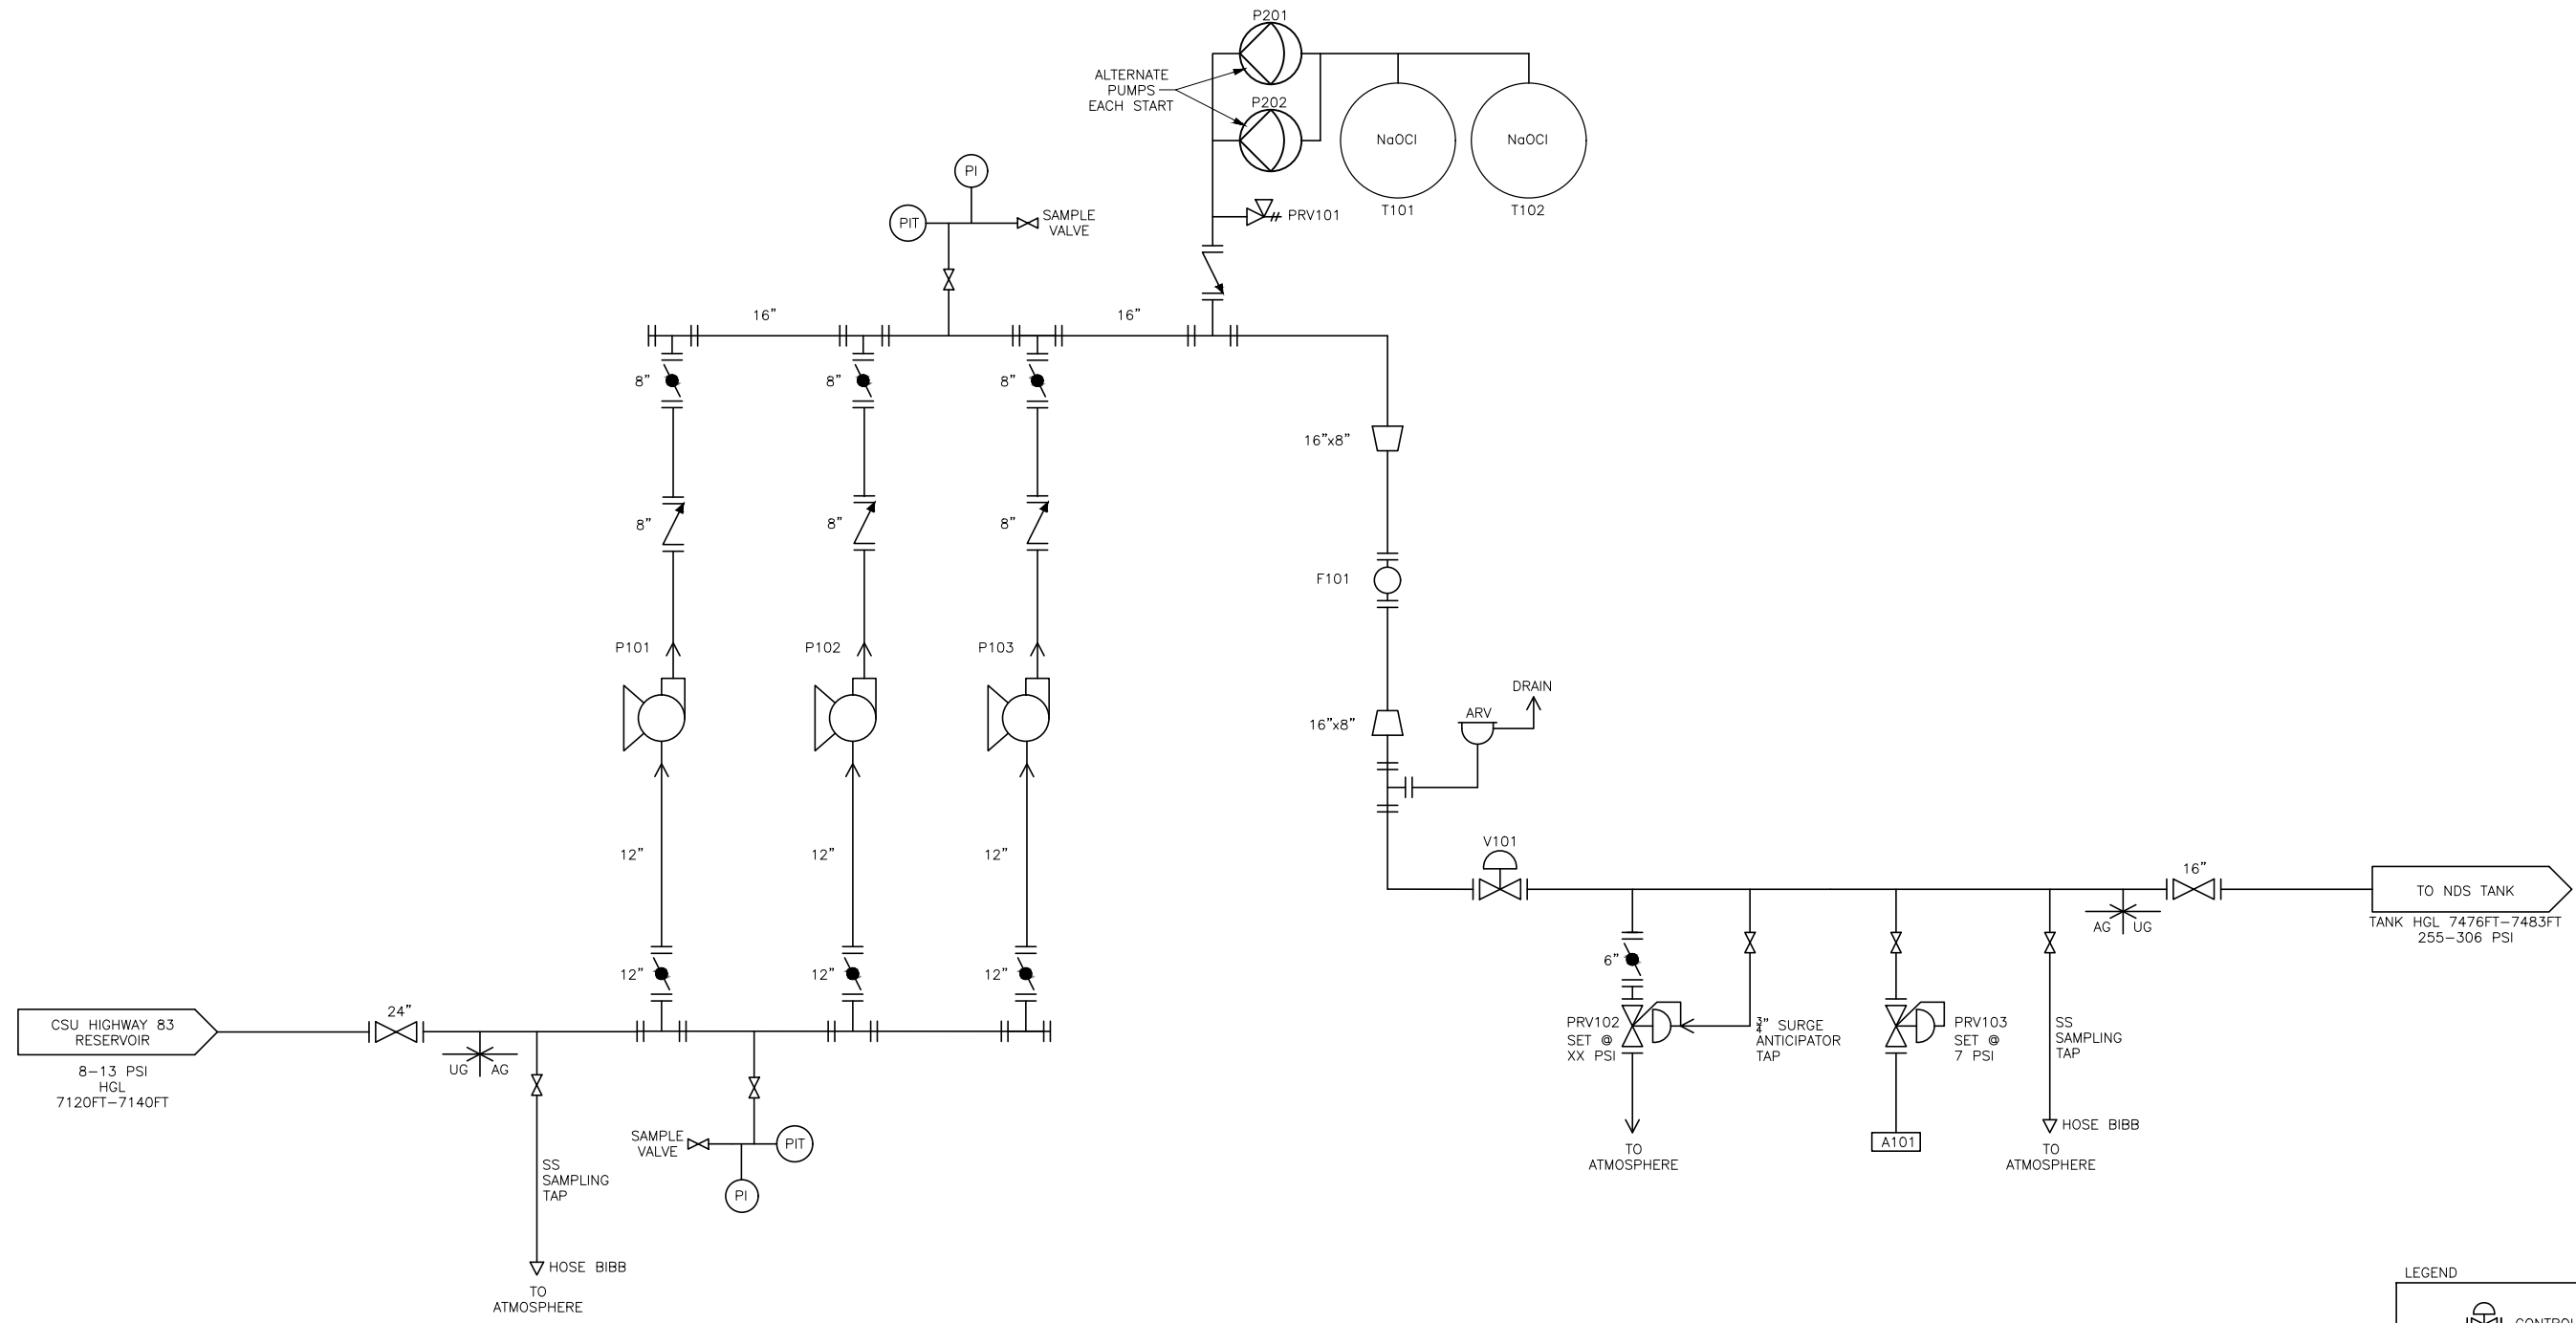 P201
ALTERNATE
PUMPS
EACH START
P202
NaOCl
NaOCl
T101
T102
PI
PIT
SAMPLE
VALVE
PRV101
16”
16”
8”
8”
8”
16”x8”
8”
8”
8”
F101
P101
P102
P103
DRAIN
ARV
16”x8”
V101
12”
12”
12”
16”
TO NDS TANK
TANK HGL 7476FT–7483FT
255–306 PSI
AG UG
6”
12”
12”
12”
24”
CSU HIGHWAY 83
RESERVOIR
8–13 PSI
HGL
7120FT–7140FT
UG AG
PRV102
SET @
XX PSI
¾” SURGE
ANTICIPATOR
TAP
PRV103
SET @
7 PSI
SS
SAMPLING
TAP
HOSE BIBB
TO
ATMOSPHERE
A101
TO
ATMOSPHERE
SAMPLE
VALVE
PIT
PI
SS
SAMPLING
TAP
HOSE BIBB
TO
ATMOSPHERE
LEGEND